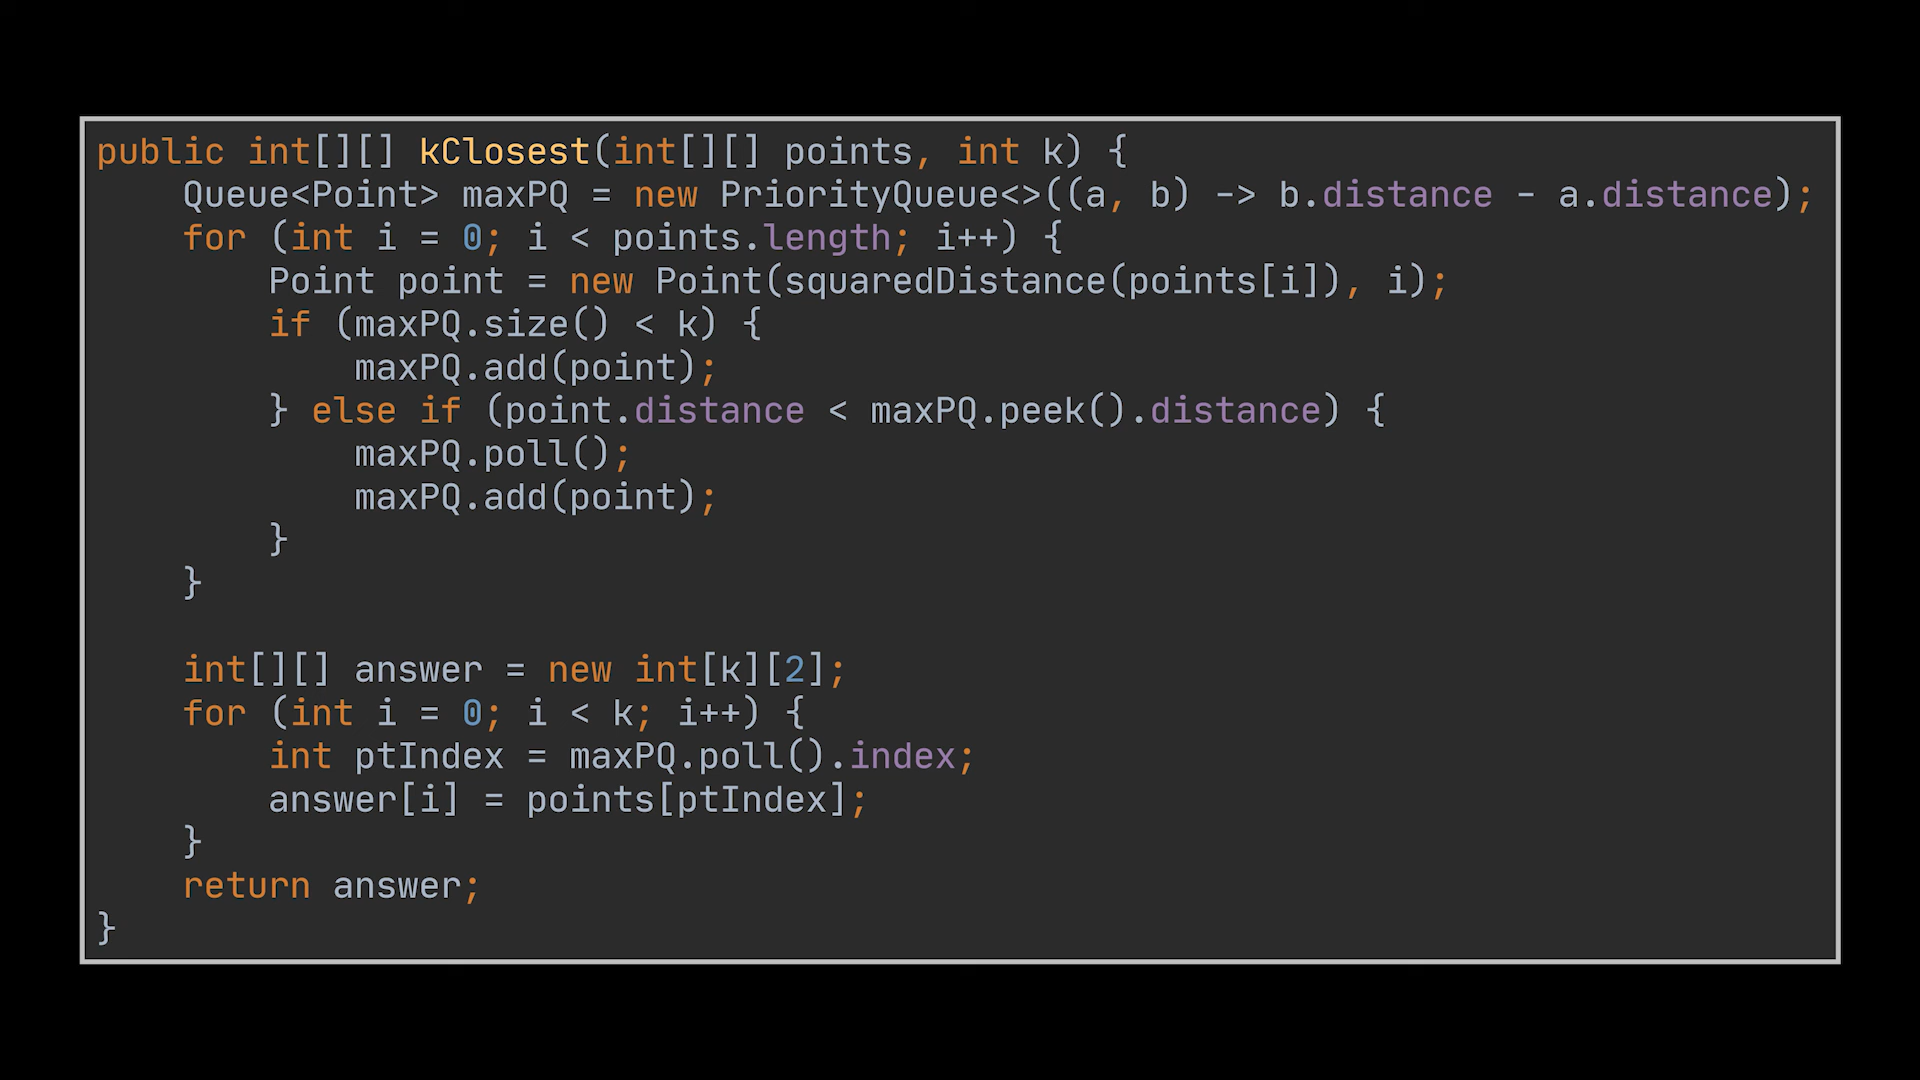 public int[][] kClosest(int[][] points, int k) {
    Queue<Point> maxPQ = new PriorityQueue<>((a, b) -> b.distance - a.distance);
    for (int i = 0; i < points.length; i++) {
        Point point = new Point(squaredDistance(points[i]), i);
        if (maxPQ.size() < k) {
            maxPQ.add(point);
        } else if (point.distance < maxPQ.peek().distance) {
            maxPQ.poll();
            maxPQ.add(point);
        }
    }

    int[][] answer = new int[k][2];
    for (int i = 0; i < k; i++) {
        int ptIndex = maxPQ.poll().index;
        answer[i] = points[ptIndex];
    }
    return answer;
}